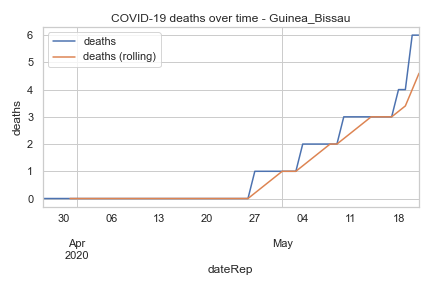 COVID-19 deaths over time - Guinea_Bissau
deaths
deaths (rolling)
6
5
4
3
2
1
0
deaths
30 06 13 20 27 04 11 18
Apr May
2020
dateRep